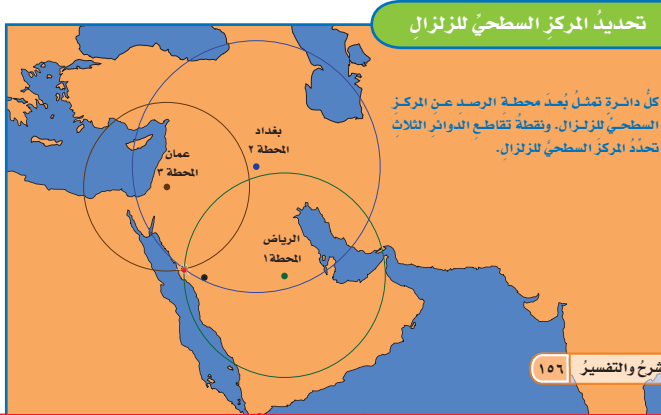 تحديدُ المركزِ السطحيِّ للزلزالِ
كلُّ دائرةٍ تمثلُ بُعدَ محطةِ الرصدِ عنِ المركزِ
السطحيِّ للزلزالِ. ونقطةُ تقاطعِ الدوائرِ الثلاثِ
تحدّدُ المركزَ السطحيَّ للزلزالِ.
بغداد
المحطة ٢
عمان
المحطة ٣
الرياض
المحطة ١
شرحُ والتفسيرُ ١٥٦